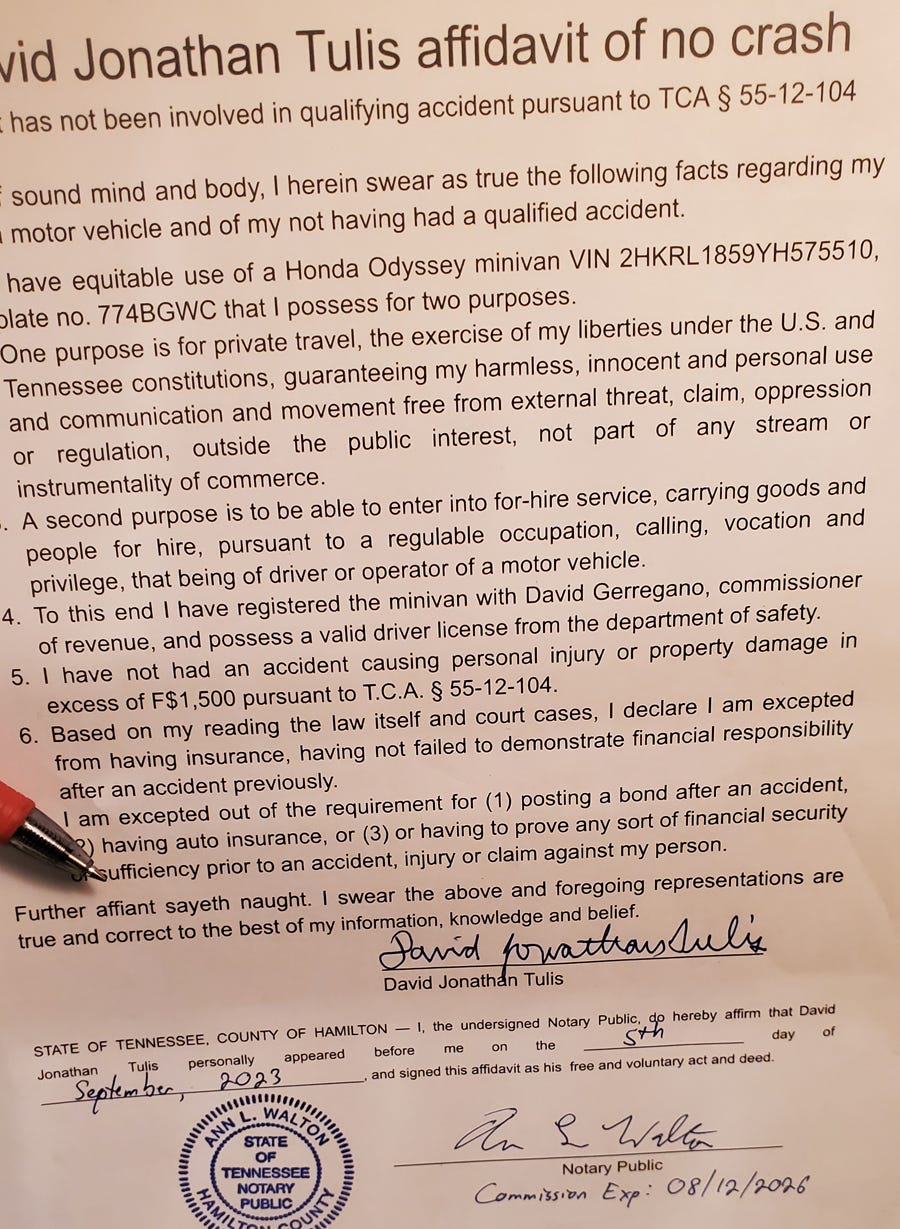 vid Jonathan Tulis affidavit of no crash
has not been involved in qualifying accident pursuant to TCA § 55-12-104
sound mind and body, I herein swear as true the following facts regarding my
motor vehicle and of my not having had a qualified accident.
have equitable use of a Honda Odyssey minivan VIN 2HKRL1859YH575510,
plate no. 774BGWC that I possess for two purposes.
One purpose is for private travel, the exercise of my liberties under the U.S. and
Tennessee constitutions, guaranteeing my harmless, innocent and personal use
and communication and movement free from external threat, claim, oppression
or regulation, outside the public interest, not part of any stream or
instrumentality of commerce.
. A second purpose is to be able to enter into for-hire service, carrying goods and
people for hire, pursuant to a regulable occupation, calling, vocation and
privilege, that being of driver or operator of a motor vehicle.
4. To this end I have registered the minivan with David Gerregano, commissioner
of revenue, and possess a valid driver license from the department of safety.
5. I have not had an accident causing personal injury or property damage in
excess of F$1,500 pursuant to T.C.A. § 55-12-104.
6. Based on my reading the law itself and court cases, I declare I am excepted
from having insurance, having not failed to demonstrate financial responsibility
after an accident previously.
I am excepted out of the requirement for (1) posting a bond after an accident,
2) having auto insurance, or (3) or having to prove any sort of financial security
or sufficiency prior to an accident, injury or claim against my person.
Further affiant sayeth naught. I swear the above and foregoing representations are
true and correct to the best of my information, knowledge and belief.
David Jonathan Tulis
David Jonathan Tulis
STATE OF TENNESSEE, COUNTY OF HAMILTON — I, the undersigned Notary Public, do hereby affirm that David
Jonathan Tulis personally appeared before me on the 5th day of
September, 2023, and signed this affidavit as his free and voluntary act and deed.
ANN L. WALTON
STATE
OF
TENNESSEE
NOTARY
PUBLIC
HAMILTON COUNTY
Ann L Walton
Notary Public
Commission Exp: 08/12/2026